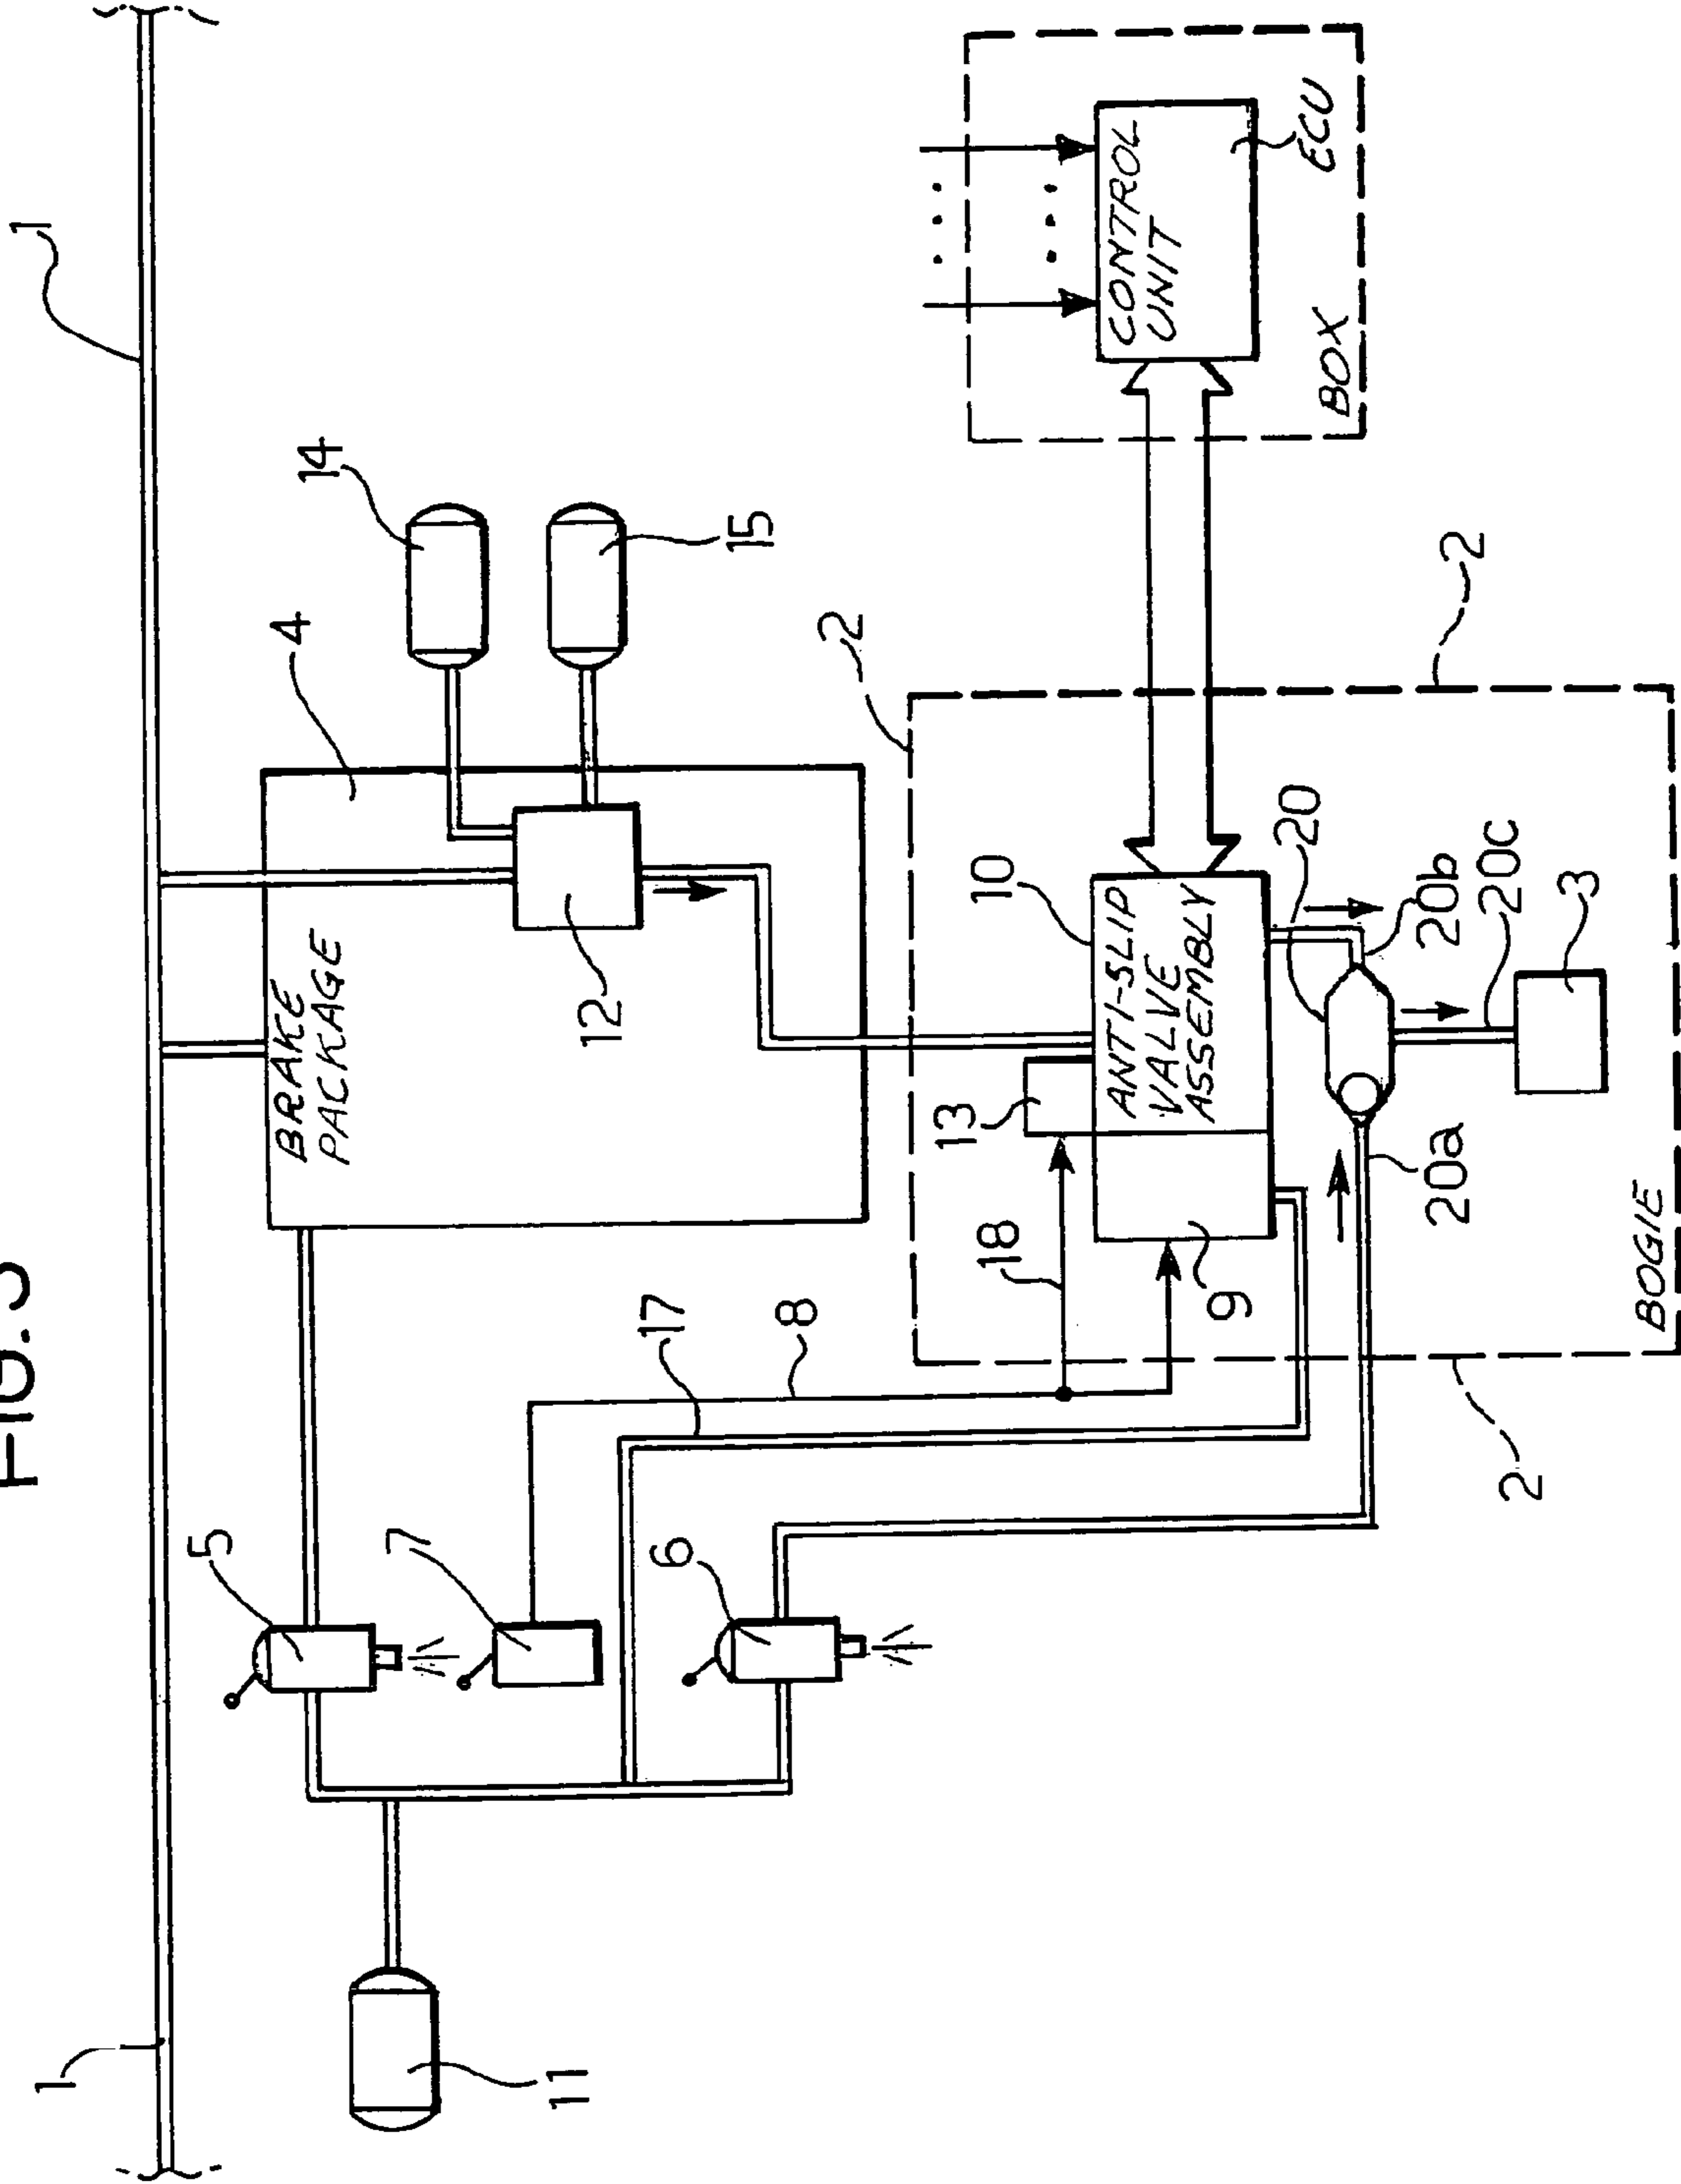 FIG. 3
1
1
5
4
BRAKE
PACKAGE
14
11
7
12
15
6
17
8
2
18
13
10
ANTI-SLIP
VALVE
ASSEMBLY
9
20
CONTROL
UNIT
ECU
BOX
20a
20b
20c
3
2
2
BOGIE